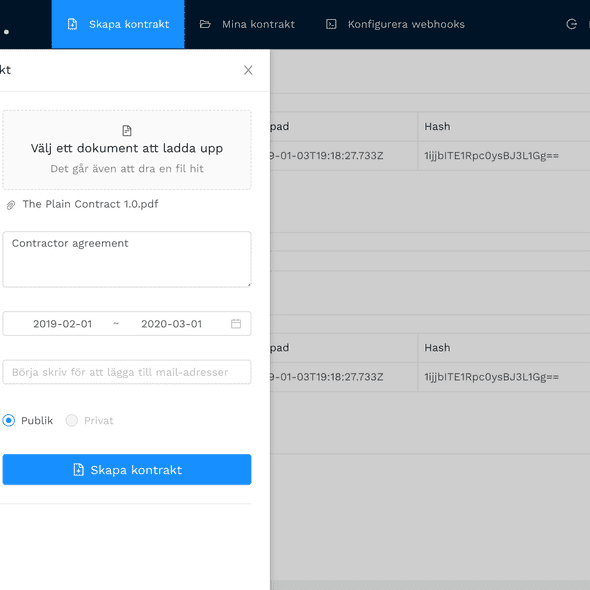 Skapa kontrakt
Mina kontrakt
Konfigurera webhooks
kt
Välj ett dokument att ladda upp
Det går även att dra en fil hit
The Plain Contract 1.0.pdf
Contractor agreement
2019-02-01 ~ 2020-03-01
Börja skriv för att lägga till mail-adresser
Publik
Privat
Skapa kontrakt
pad
Hash
9-01-03T19:18:27.733Z
1ijjbITE1Rpc0ysBJ3L1Gg==
pad
Hash
9-01-03T19:18:27.733Z
1ijjbITE1Rpc0ysBJ3L1Gg==